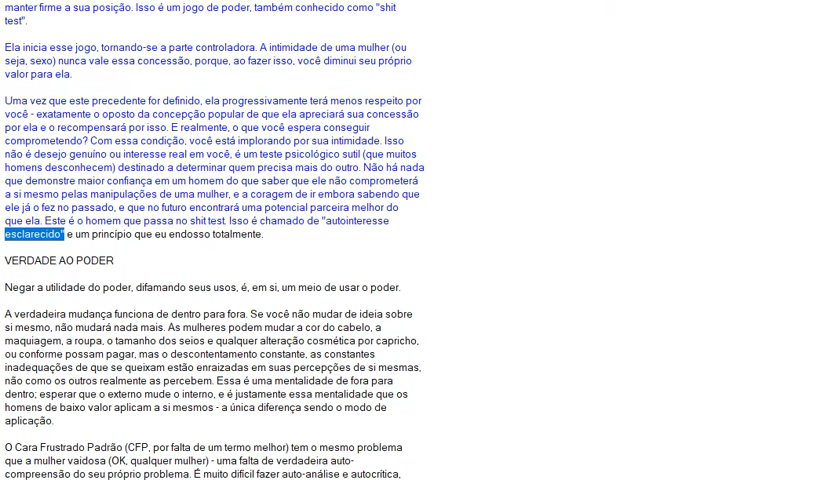 manter firme a sua posição. Isso é um jogo de poder, também conhecido como "shit
test".
Ela inicia esse jogo, tornando-se a parte controladora. A intimidade de uma mulher (ou
seja, sexo) nunca vale essa concessão, porque, ao fazer isso, você diminui seu próprio
valor para ela.
Uma vez que este precedente for definido, ela progressivamente terá menos respeito por
você - exatamente o oposto da concepção popular de que ela apreciará sua concessão
por ela e o recompensará por isso. E realmente, o que você espera conseguir
comprometendo? Com essa condição, você está implorando por sua intimidade. Isso
não é desejo genuíno ou interesse real em você, é um teste psicológico sutil (que muitos
homens desconhecem) destinado a determinar quem precisa mais do outro. Não há nada
que demonstre maior confiança em um homem do que saber que ele não comprometerá
a si mesmo pelas manipulações de uma mulher, e a coragem de ir embora sabendo que
ele já o fez no passado, e que no futuro encontrará uma potencial parceira melhor do
que ela. Este é o homem que passa no shit test. Isso é chamado de "autointeresse
esclarecido" e um princípio que eu endosso totalmente.
VERDADE AO PODER
Negar a utilidade do poder, difamando seus usos, é, em si, um meio de usar o poder.
A verdadeira mudança funciona de dentro para fora. Se você não mudar de ideia sobre
si mesmo, não mudará nada mais. As mulheres podem mudar a cor do cabelo, a
maquiagem, a roupa, o tamanho dos seios e qualquer alteração cosmética por capricho,
ou conforme possam pagar, mas o descontentamento constante, as constantes
inadequações de que se queixam estão enraizadas em suas percepções de si mesmas,
não como os outros realmente as percebem. Essa é uma mentalidade de fora para
dentro; esperar que o externo mude o interno, e é justamente essa mentalidade que os
homens de baixo valor aplicam a si mesmos - a única diferença sendo o modo de
aplicação.
O Cara Frustrado Padrão (CFP, por falta de um termo melhor) tem o mesmo problema
que a mulher vaidosa (OK, qualquer mulher) - uma falta de verdadeira auto-
compreensão do seu próprio problema. É muito difícil fazer auto-análise e autocrítica,